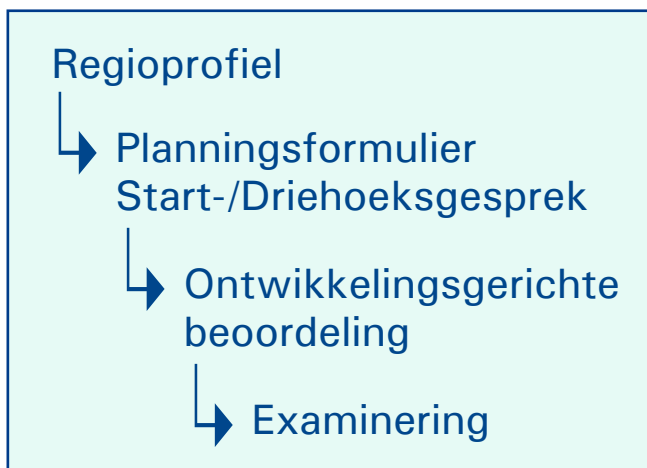 Regioprofiel
Planningsformulier
Start-/Driehoeksgesprek
Ontwikkelingsgerichte
beoordeling
Examinering